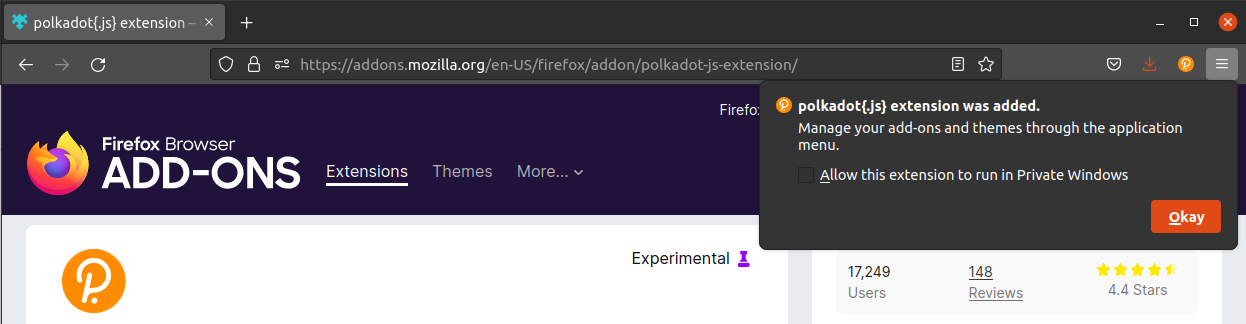 polkadot{.js} extension –
https://addons.mozilla.org/en-US/firefox/addon/polkadot-js-extension/
polkadot{.js} extension was added.
Manage your add-ons and themes through the application
menu.
Allow this extension to run in Private Windows
Okay
Firefox Browser
ADD-ONS
Extensions
Themes
More...
Experimental
17,249
Users
148
Reviews
4.4 Stars